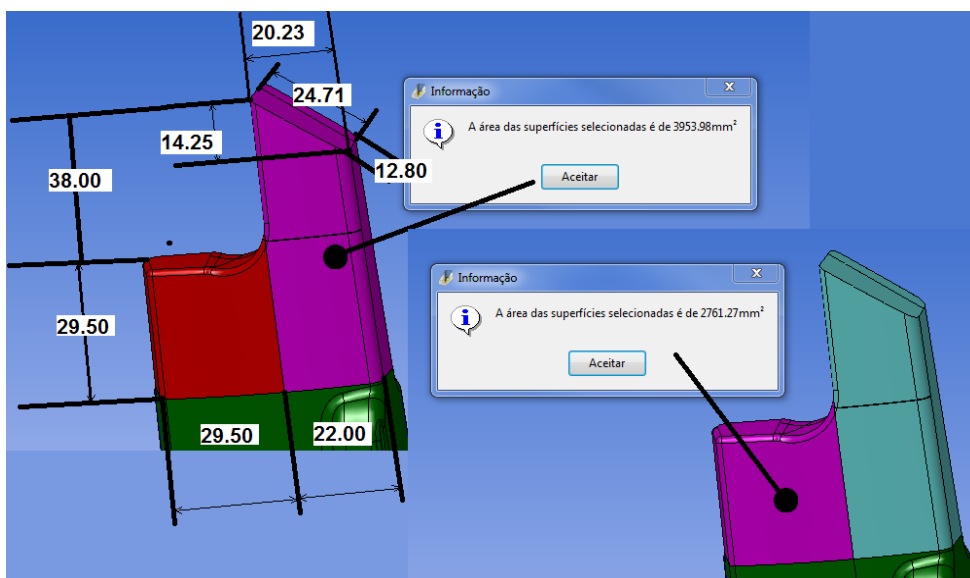 20.23
24.71
14.25
12.80
38.00
29.50
29.50
22.00
Informação
X
A área das superfícies selecionadas é de 3953.98mm²
Aceitar
Informação
X
A área das superfícies selecionadas é de 2761.27mm²
Aceitar